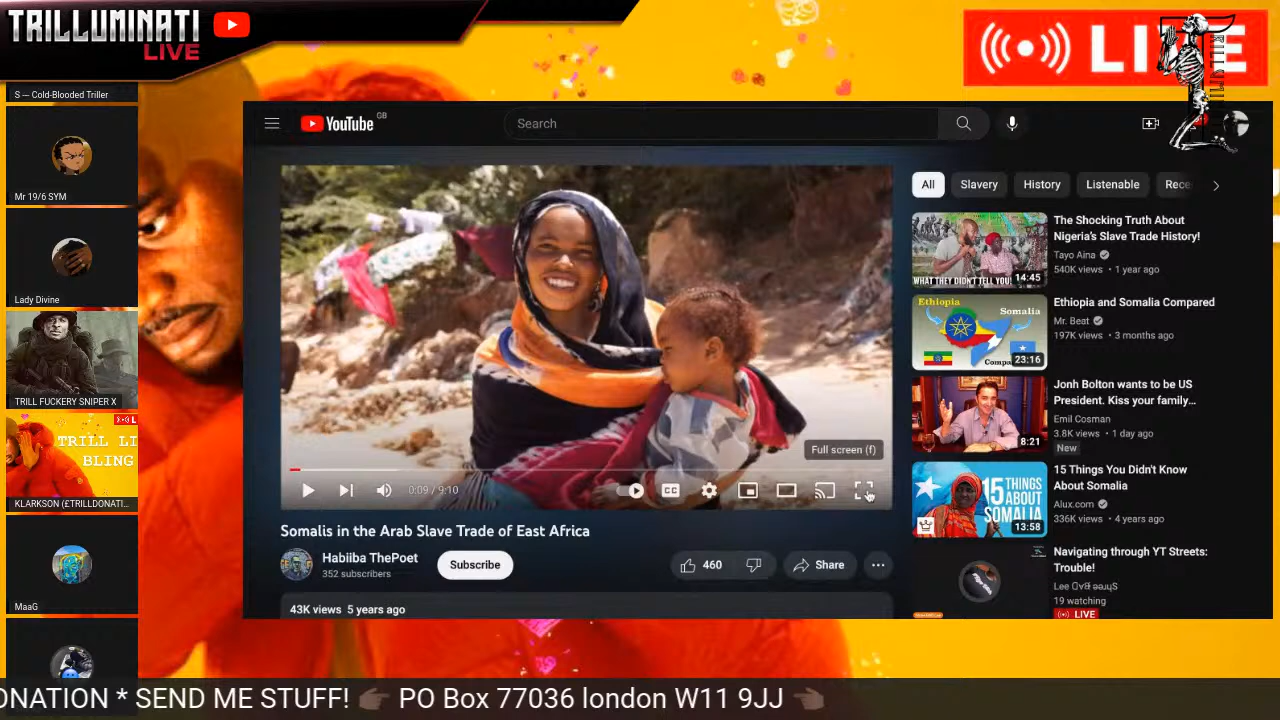 TRILLUMINATI
LIVE
LIVE
S — Cold-Blooded Triller
Mr 19/6 SYM
Lady Divine
TRILL FUCKERY SNIPER X
TRILL LI
BLING
KLARKSON (£TRILLDONATI...
MaaG
YouTube GB
Search
WHAT THEY DIDN'T TELL YOU
14:45
Full screen (f)
0:09 / 9:10
Somalis in the Arab Slave Trade of East Africa
Habiiba ThePoet
352 subscribers
Subscribe
460
Share
43K views 5 years ago
All
Slavery
History
Listenable
Rece
The Shocking Truth About
Nigeria's Slave Trade History!
Tayo Aina
540K views • 1 year ago
Ethiopia
Somalia
23:16
Ethiopia and Somalia Compared
Mr. Beat
197K views • 3 months ago
8:21
Jonh Bolton wants to be US
President. Kiss your family...
Emil Cosman
3.8K views • 1 day ago
New
15 THINGS
ABOUT
SOMALIA
13:58
15 Things You Didn't Know
About Somalia
Alux.com
336K views • 4 years ago
Navigating through YT Streets:
Trouble!
19 watching
LIVE
ONATION * SEND ME STUFF! 👉🏿 PO Box 77036 london W11 9JJ 👈🏿